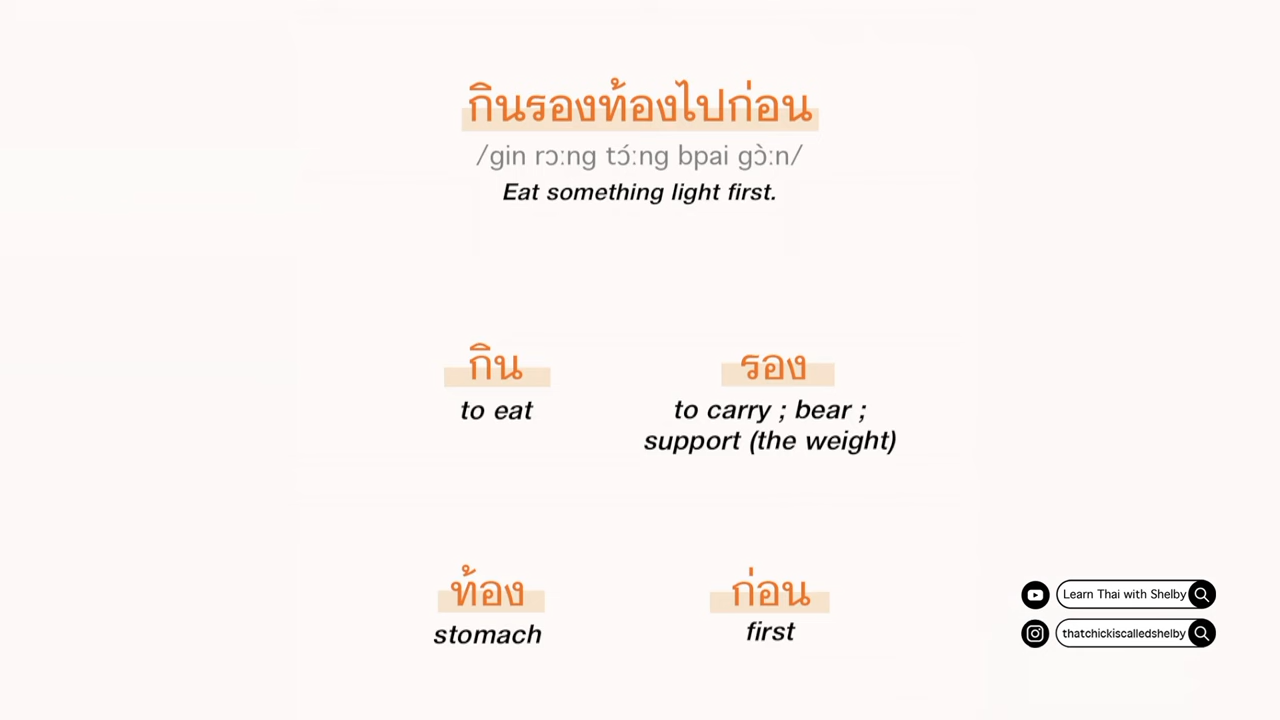 กินรองท้องไปก่อน
/gin rɔːng tɔ́ːng bpai gɔ̀ːn/
Eat something light first.
กิน
to eat
รอง
to carry ; bear ;
support (the weight)
ท้อง
stomach
ก่อน
first
Learn Thai with Shelby
thatchickiscalledshelby